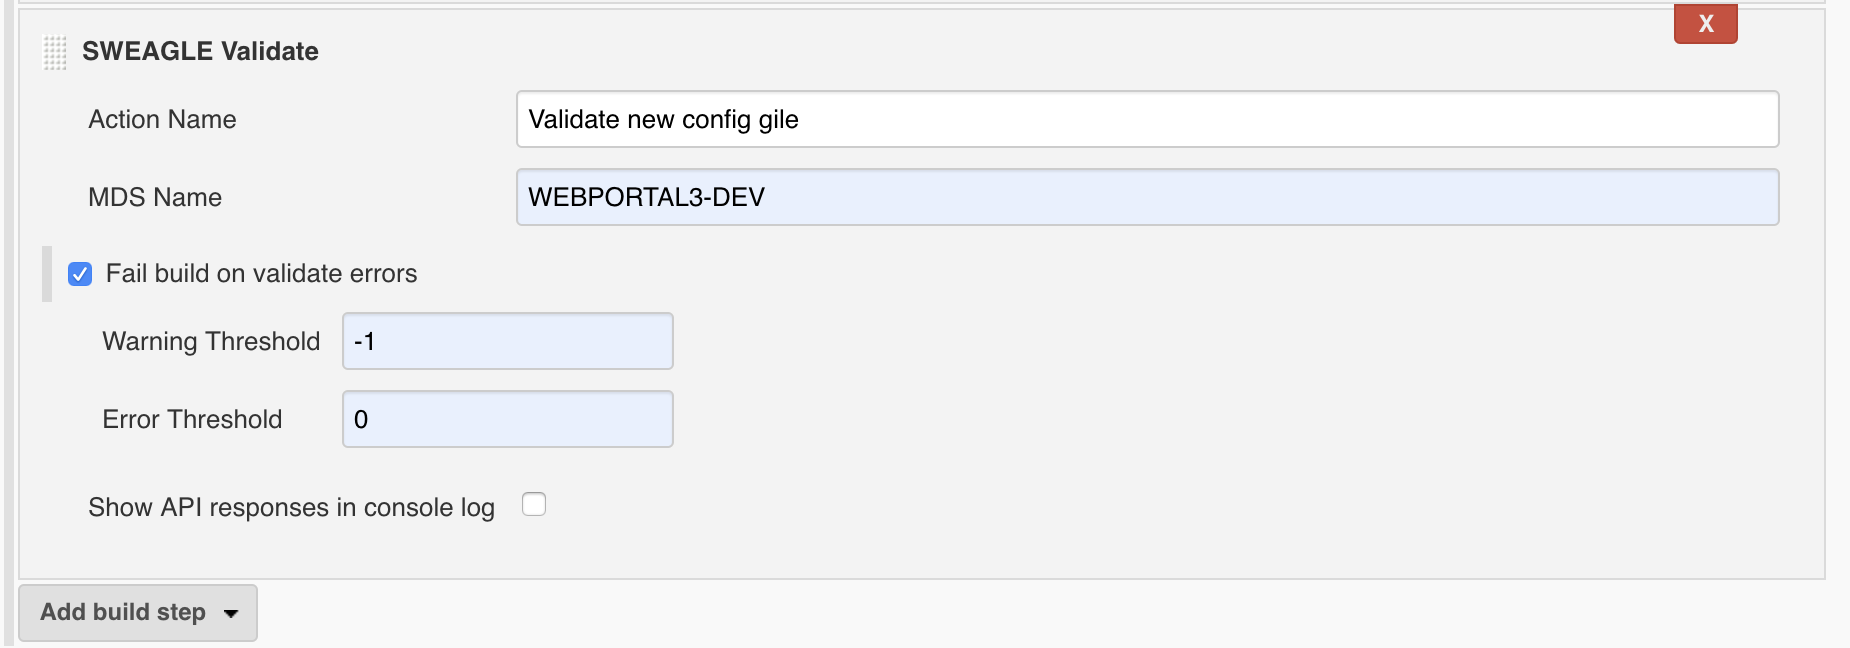 X
SWEAGLE Validate
Action Name Validate new config gile
MDS Name WEBPORTAL3-DEV
Fail build on validate errors
Warning Threshold -1
Error Threshold 0
Show API responses in console log
Add build step